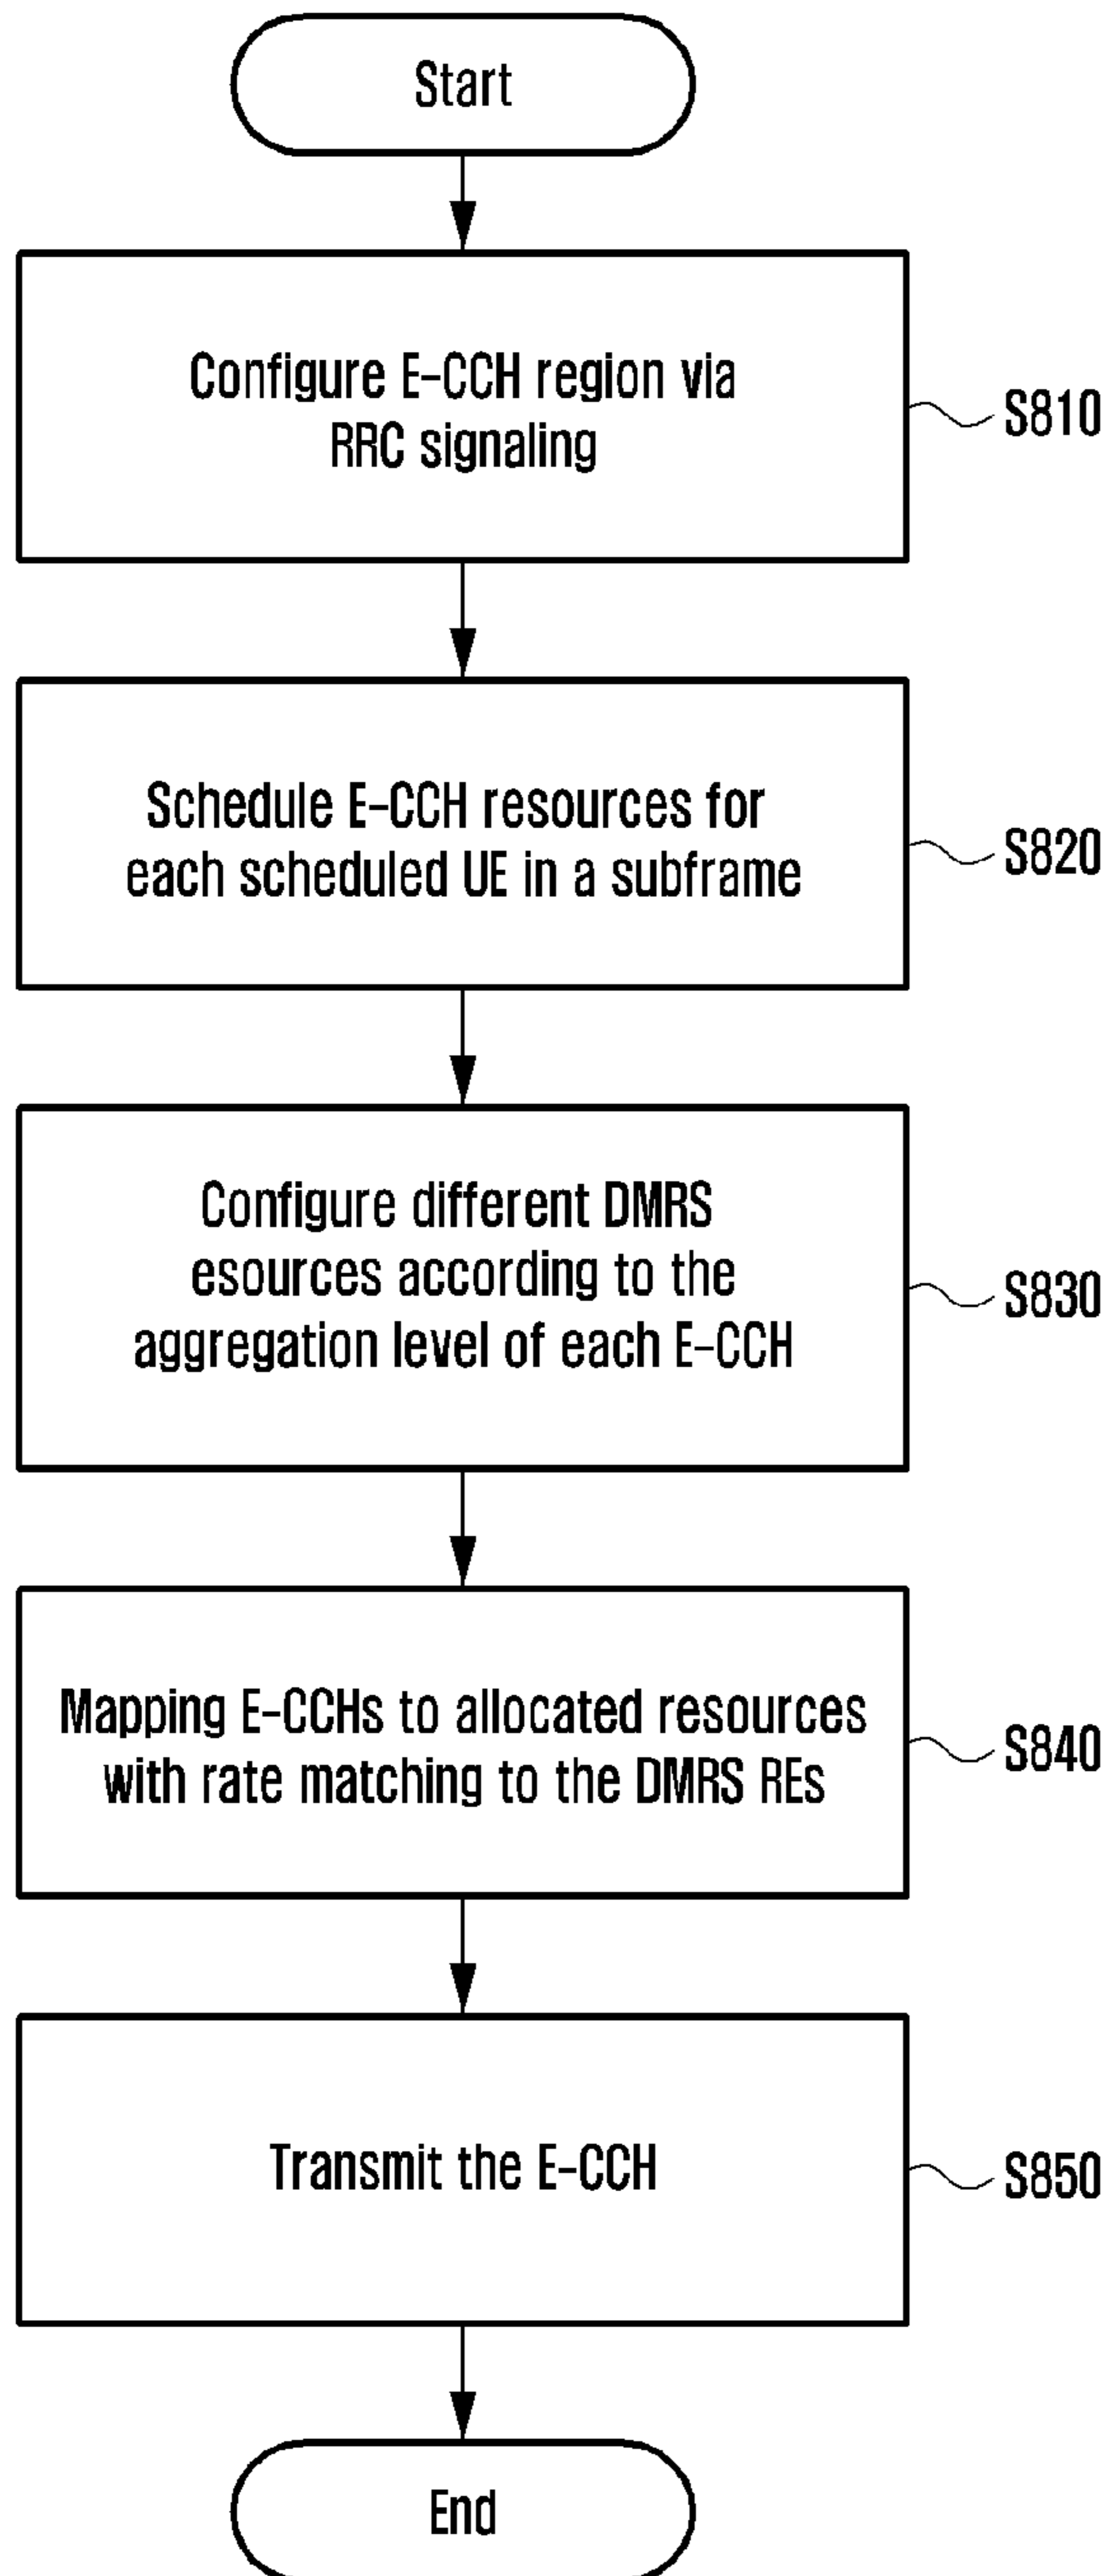 Start
Configure E-CCH region via
RRC signaling
S810
Schedule E-CCH resources for
each scheduled UE in a subframe
S820
Configure different DMRS
esources according to the
aggregation level of each E-CCH
S830
Mapping E-CCHs to allocated resources
with rate matching to the DMRS REs
S840
Transmit the E-CCH
S850
End